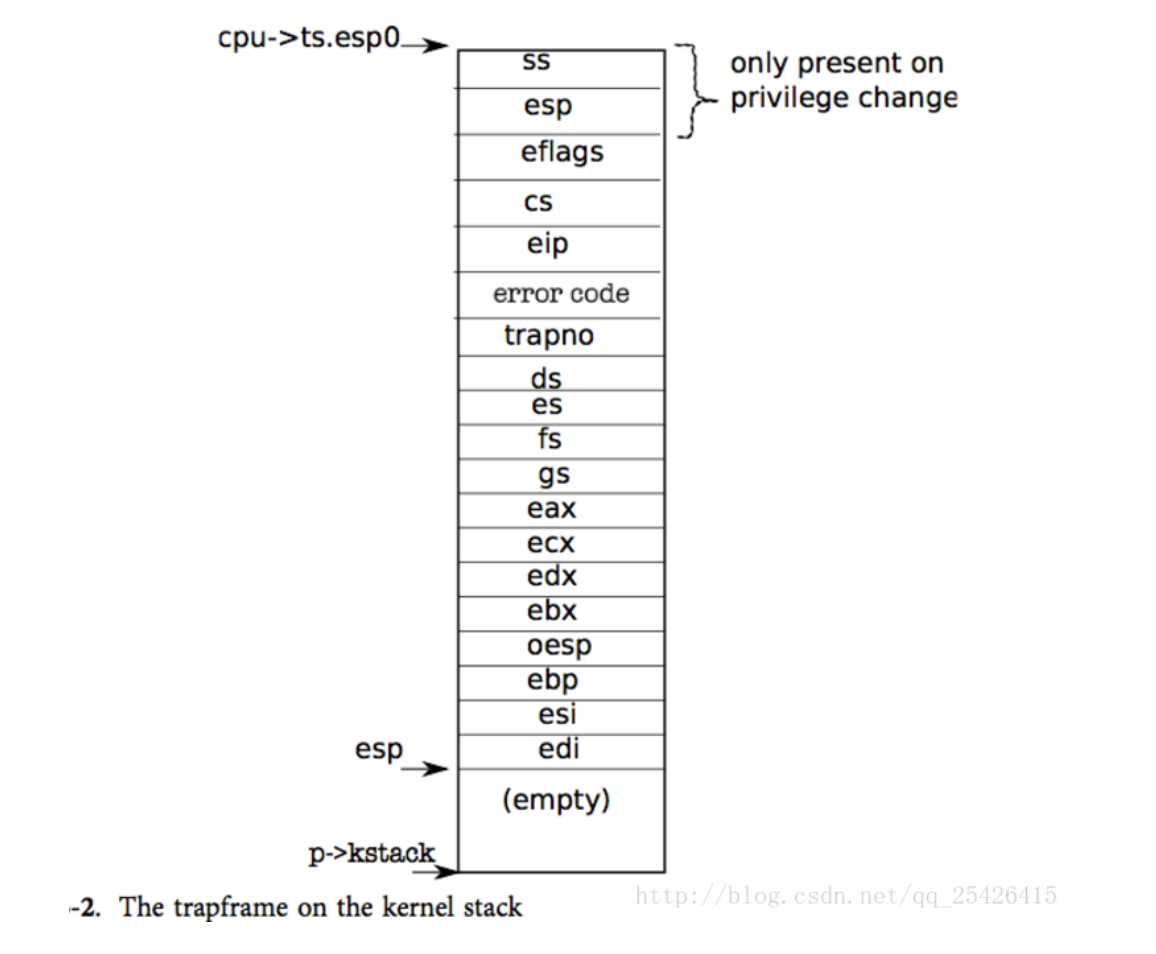 cpu->ts.esp0
ss
only present on
privilege change
esp
eflags
cs
eip
error code
trapno
ds
es
fs
gs
eax
ecx
edx
ebx
oesp
ebp
esi
edi
esp
(empty)
p->kstack
-2. The trapframe on the kernel stack
http://blog.csdn.net/qq_25426415